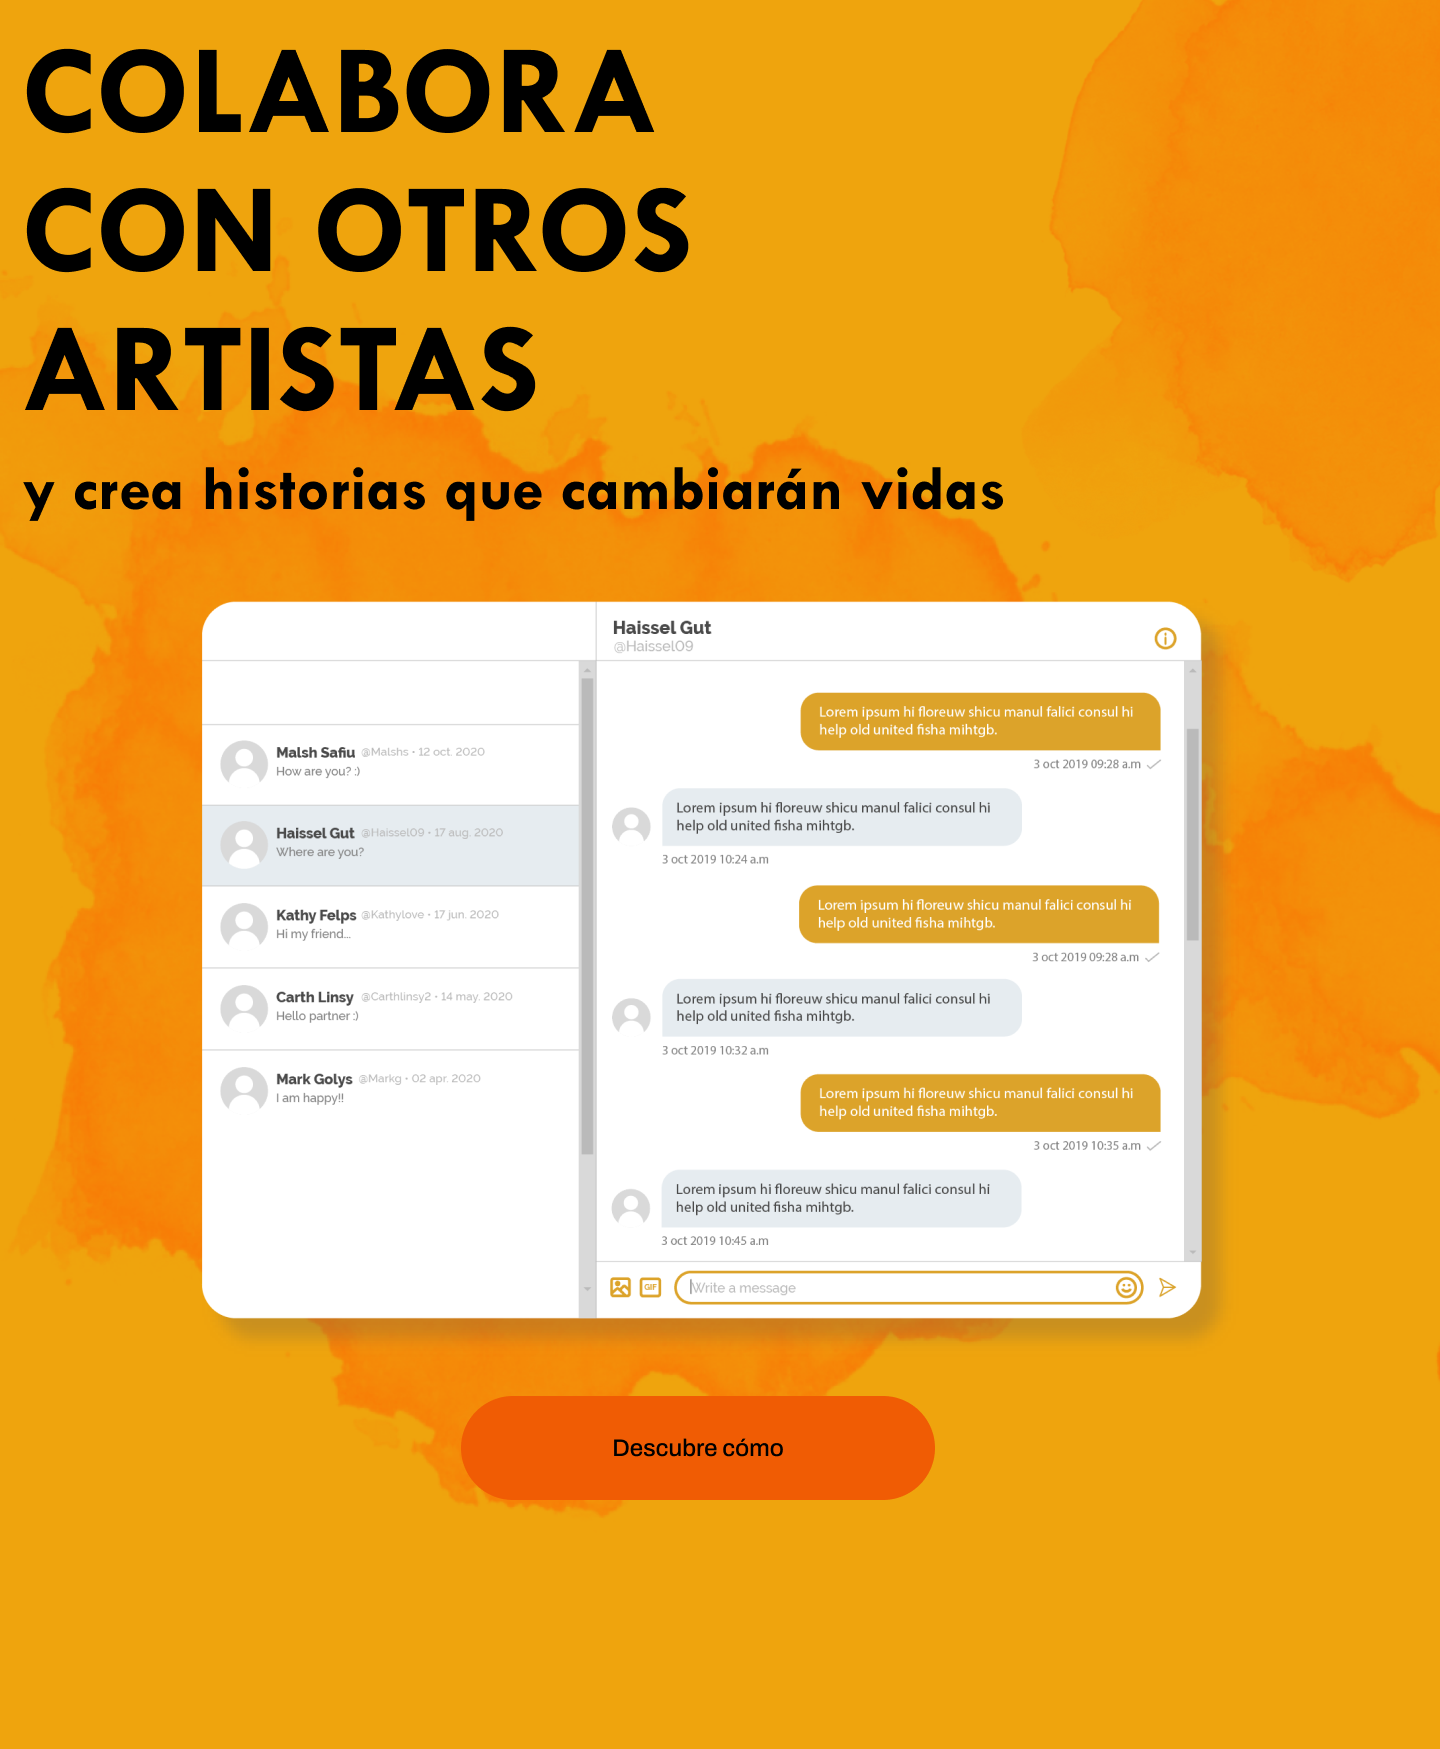 COLABORA
CON OTROS
ARTISTAS
y crea historias que cambiarán vidas
Malsh Safiu @Malshs • 12 oct. 2020
How are you? :)
Haissel Gut @Haissel09 • 17 aug. 2020
Where are you?
Kathy Felps @Kathylove • 17 jun. 2020
Hi my friend...
Carth Linsy @Carthlinsy2 • 14 may. 2020
Hello partner :)
Mark Golys @Markg • 02 apr. 2020
I am happy!!
Haissel Gut
@Haissel09
Lorem ipsum hi floreuw shicu manul falici consul hi
help old united fisha mihtgb.
3 oct 2019 09:28 a.m
Lorem ipsum hi floreuw shicu manul falici consul hi
help old united fisha mihtgb.
3 oct 2019 10:24 a.m
Lorem ipsum hi floreuw shicu manul falici consul hi
help old united fisha mihtgb.
3 oct 2019 09:28 a.m
Lorem ipsum hi floreuw shicu manul falici consul hi
help old united fisha mihtgb.
3 oct 2019 10:32 a.m
Lorem ipsum hi floreuw shicu manul falici consul hi
help old united fisha mihtgb.
3 oct 2019 10:35 a.m
Lorem ipsum hi floreuw shicu manul falici consul hi
help old united fisha mihtgb.
3 oct 2019 10:45 a.m
GIF
Write a message
Descubre cómo